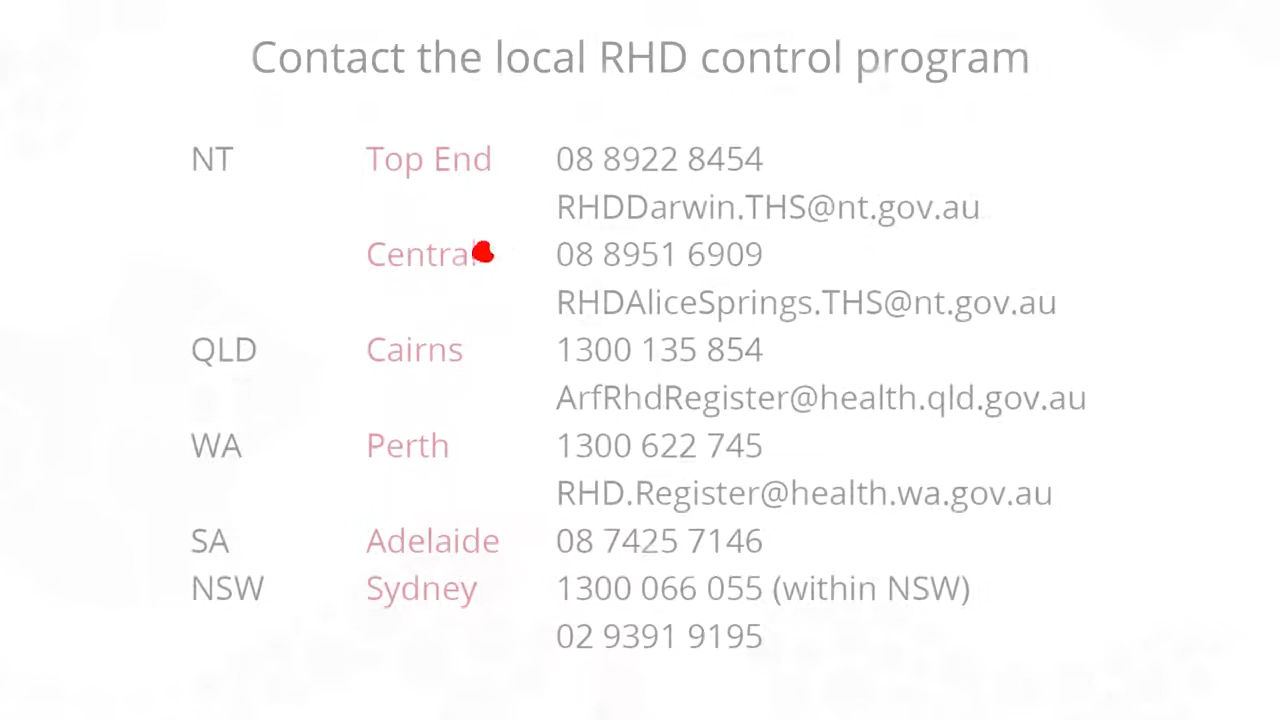 Contact the local RHD control program
NT Top End 08 8922 8454
RHDDarwin.THS@nt.gov.au
Central 08 8951 6909
RHDAliceSprings.THS@nt.gov.au
QLD Cairns 1300 135 854
ArfRhdRegister@health.qld.gov.au
WA Perth 1300 622 745
RHD.Register@health.wa.gov.au
SA Adelaide 08 7425 7146
NSW Sydney 1300 066 055 (within NSW)
02 9391 9195